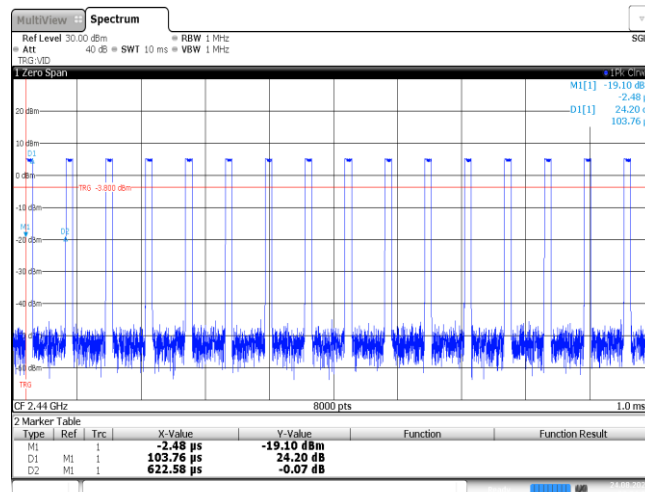 MultiView Spectrum
Ref Level 30.00 dBm RBW 1 MHz SGL
Att 40 dB SWT 10 ms VBW 1 MHz
TRG:VID
1 Zero Span 1Pk Clrw
M1[1] -19.10 dBm
-2.48 µs
20 dBm
D1[1] 24.20 dB
103.76 µs
10 dBm
D1
0 dBm
TRG -3.800 dBm
-10 dBm
M1
D2
-20 dBm
-30 dBm
-40 dBm
-60 dBm
TRG
CF 2.44 GHz 8000 pts 1.0 ms
2 Marker Table
Type Ref Trc X-Value Y-Value Function Function Result
M1 1 -2.48 µs -19.10 dBm
D1 M1 1 103.76 µs 24.20 dB
D2 M1 1 622.58 µs -0.07 dB